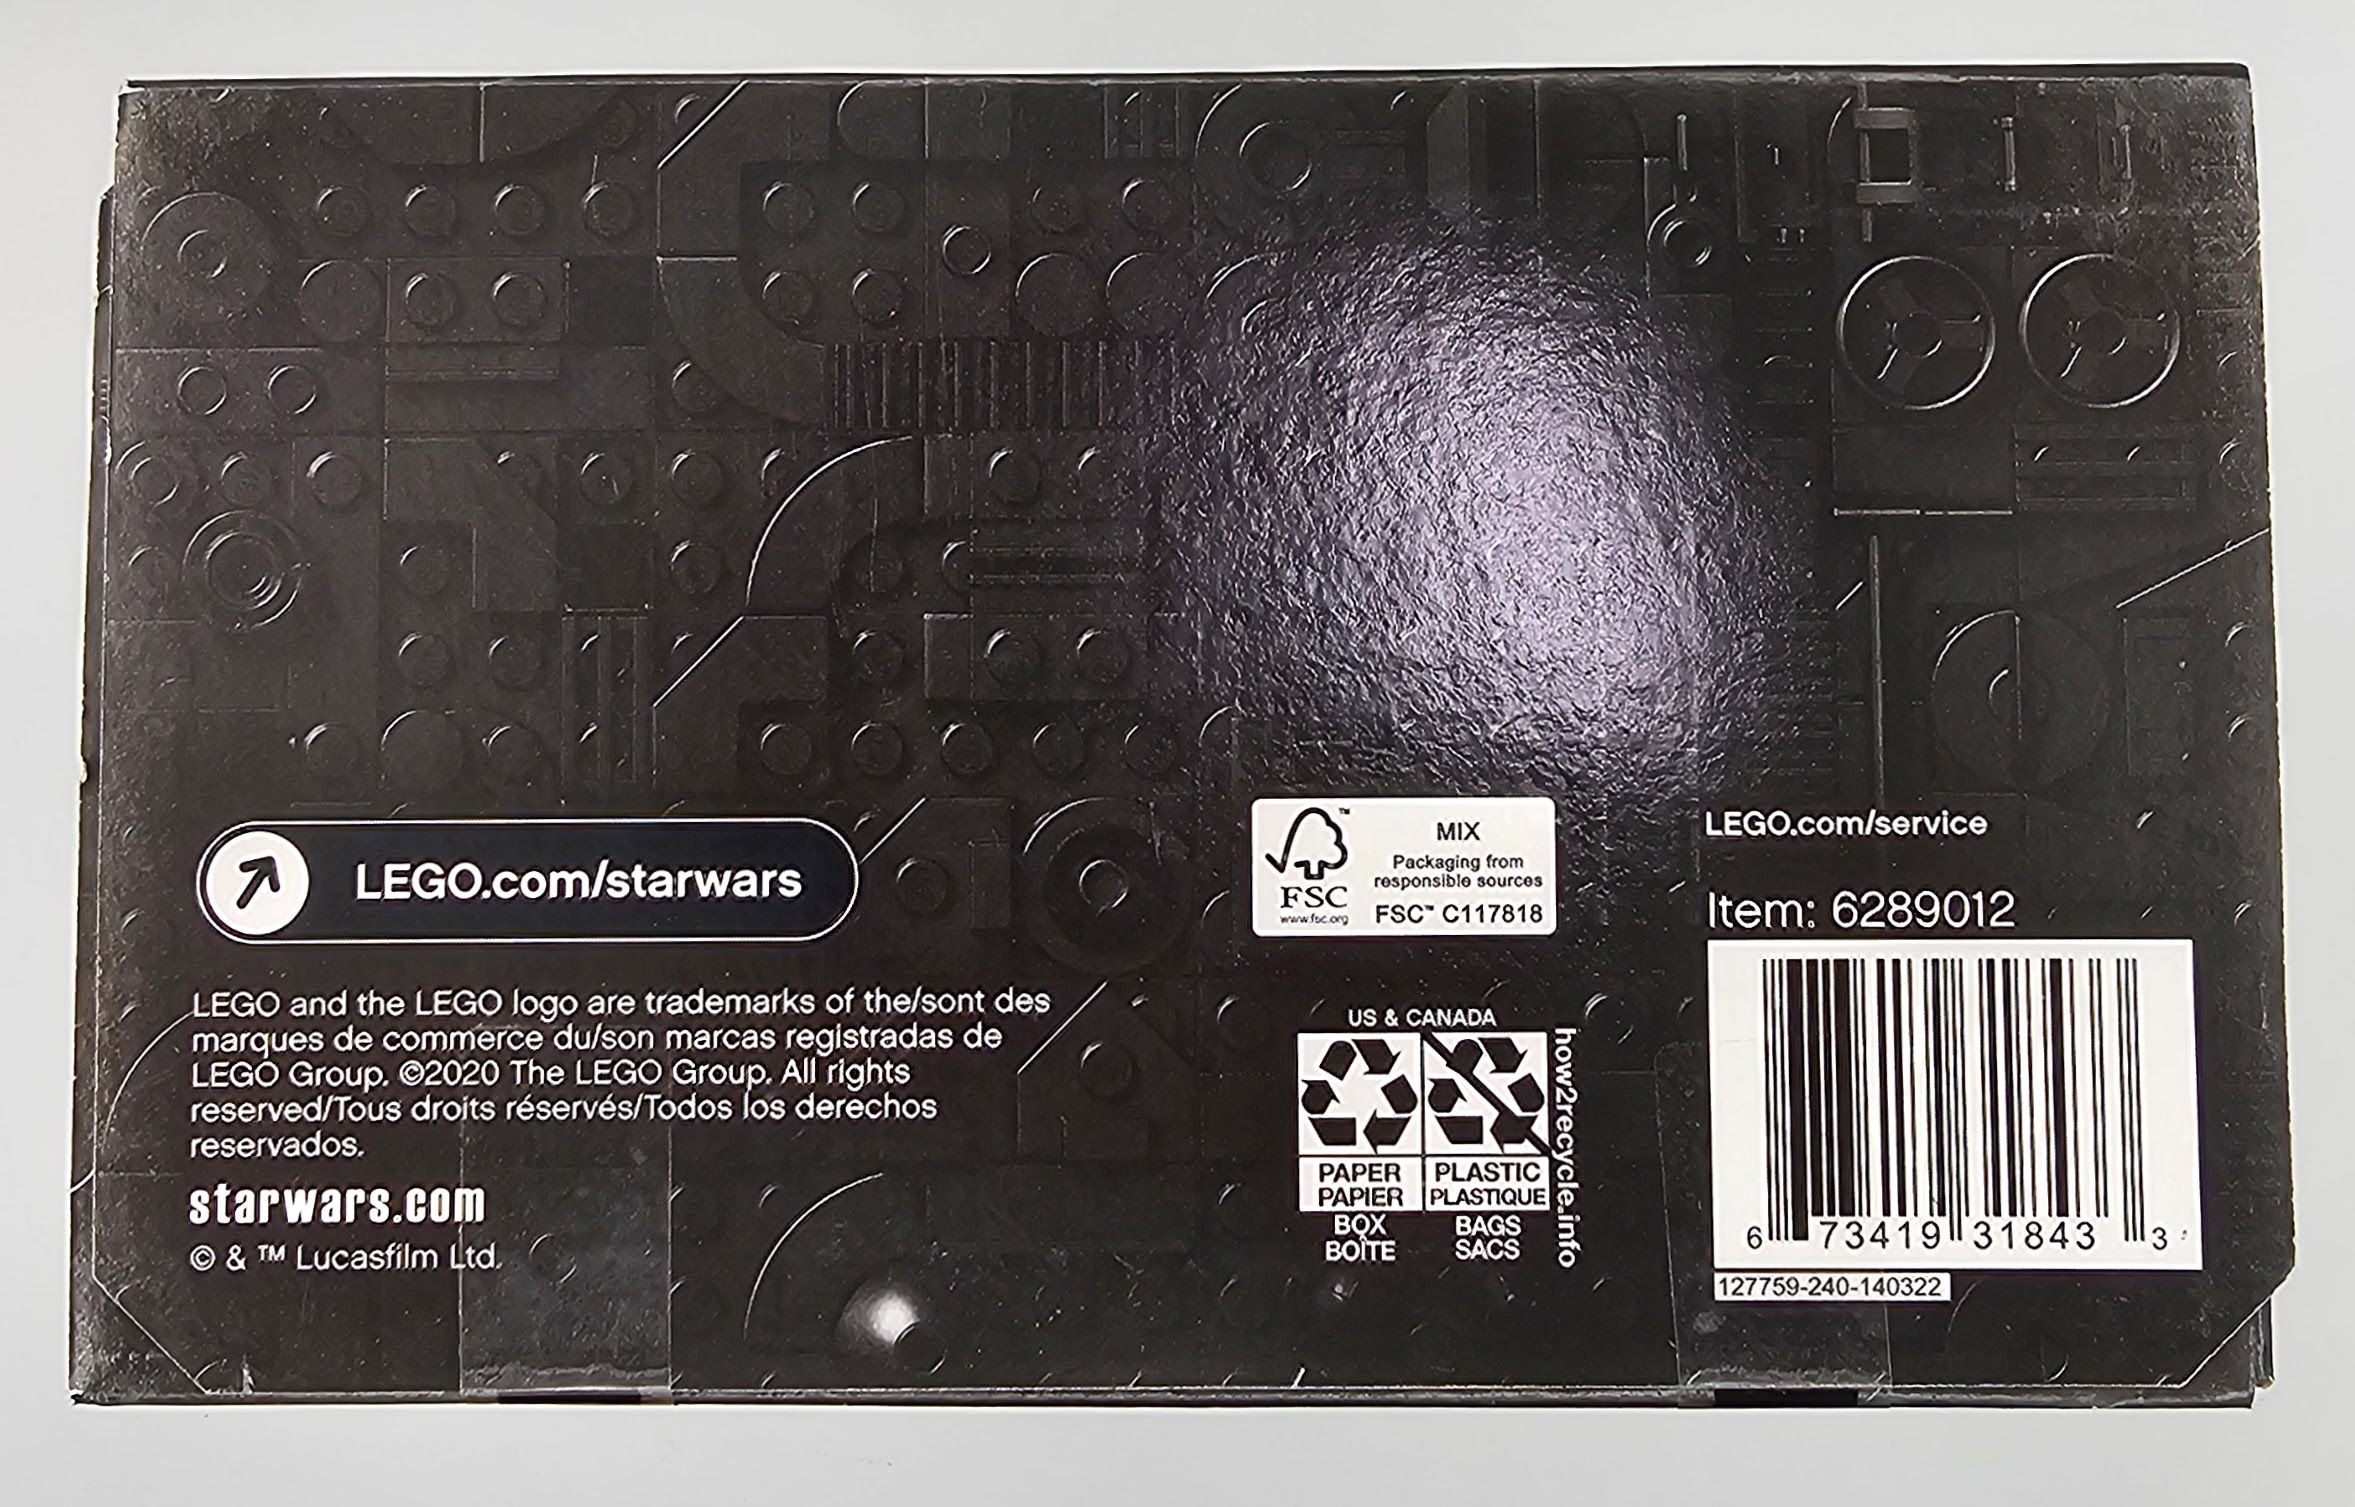 LEGO.com/starwars
LEGO and the LEGO logo are trademarks of the/sont des
marques de commerce du/son marcas registradas de
LEGO Group. ©2020 The LEGO Group. All rights
reserved/Tous droits réservés/Todos los derechos
reservados.
starwars.com
© & ™ Lucasfilm Ltd.
™
FSC
www.fsc.org
MIX
Packaging from
responsible sources
FSC™ C117818
US & CANADA
PAPER
PAPIER
BOX
BOÎTE
PLASTIC
PLASTIQUE
BAGS
SACS
how2recycle.info
LEGO.com/service
Item: 6289012
6 73419 31843 3
127759-240-140322